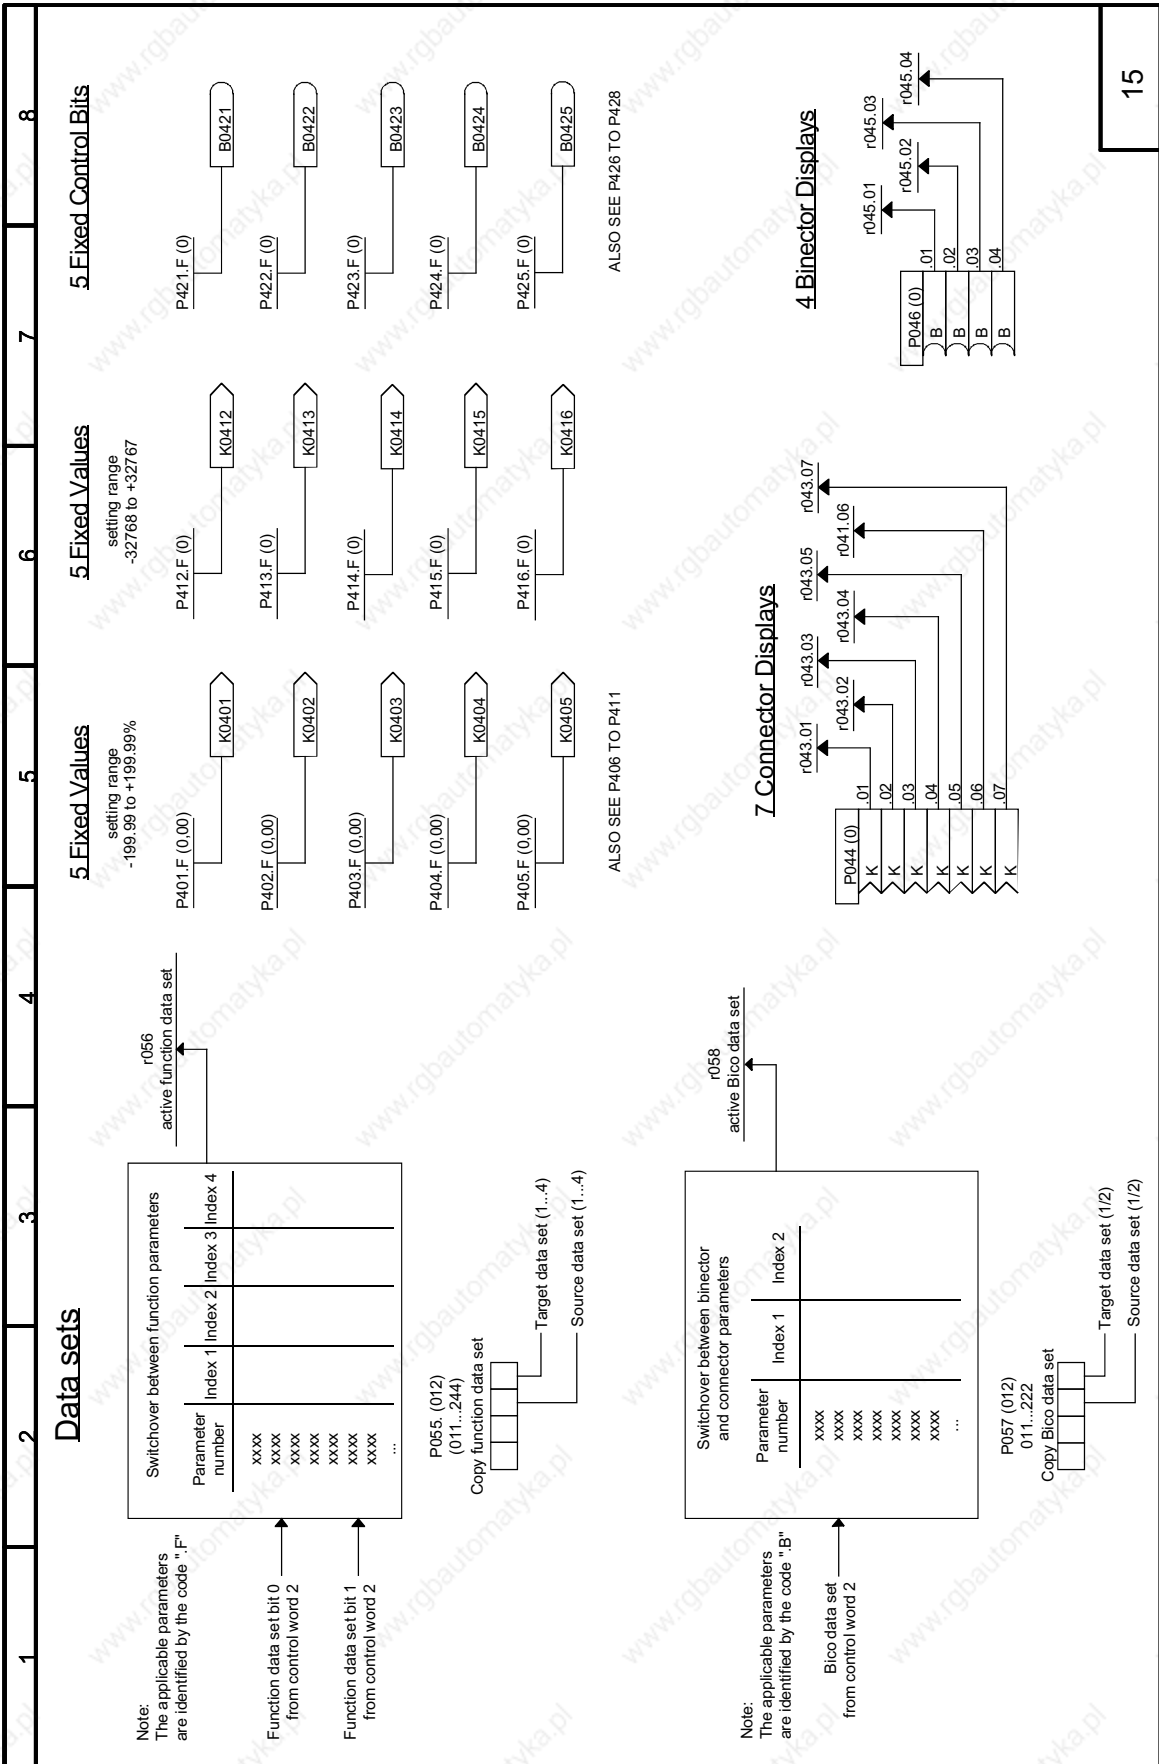 1
2
3
4
5
6
7
8
Data sets
Note:
The applicable parameters
are identified by the code ".F"
Function data set bit 0
from control word 2
Function data set bit 1
from control word 2
Switchover between function parameters
Parameter
number
Index 1
Index 2
Index 3
Index 4
xxxx
xxxx
xxxx
xxxx
xxxx
xxxx
xxxx
...
r056
active function data set
P055. (012)
(011...244)
Copy function data set
Target data set (1...4)
Source data set (1...4)
Note:
The applicable parameters
are identified by the code ".B"
Bico data set
from control word 2
Switchover between binector
and connector parameters
Parameter
number
Index 1
Index 2
xxxx
xxxx
xxxx
xxxx
xxxx
xxxx
xxxx
...
r058
active Bico data set
P057 (012)
011...222
Copy Bico data set
Target data set (1/2)
Source data set (1/2)
5 Fixed Values
setting range
-199.99 to +199.99%
P401.F (0,00)
K0401
P402.F (0,00)
K0402
P403.F (0,00)
K0403
P404.F (0,00)
K0404
P405.F (0,00)
K0405
ALSO SEE P406 TO P411
5 Fixed Values
setting range
-32768 to +32767
P412.F (0)
K0412
P413.F (0)
K0413
P414.F (0)
K0414
P415.F (0)
K0415
P416.F (0)
K0416
5 Fixed Control Bits
P421.F (0)
B0421
P422.F (0)
B0422
P423.F (0)
B0423
P424.F (0)
B0424
P425.F (0)
B0425
ALSO SEE P426 TO P428
7 Connector Displays
P044 (0)
K .01
K .02
K .03
K .04
K .05
K .06
K .07
r043.01
r043.02
r043.03
r043.04
r043.05
r041.06
r043.07
4 Binector Displays
P046 (0)
B .01
B .02
B .03
B .04
r045.01
r045.02
r045.03
r045.04
15
www.rgbautomatyka.pl